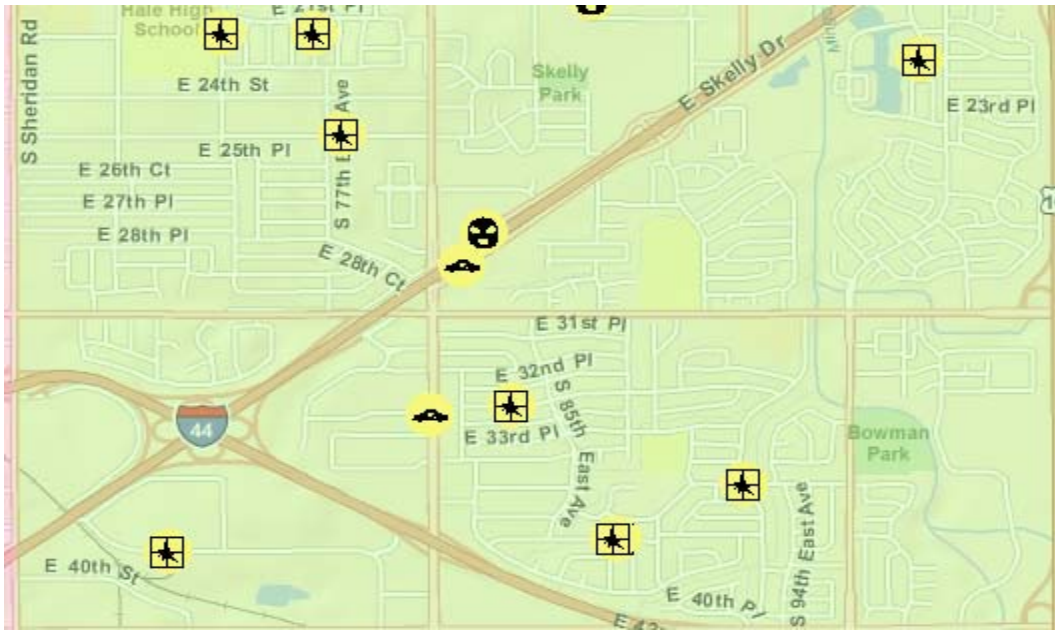 Hale High
School
E 21st Pl
S Sheridan Rd
E 24th St
Skelly
Park
E Skelly Dr
E 23rd Pl
E 25th Pl
E 26th Ct
E 27th Pl
E 28th Pl
S 77th E Ave
E 28th Ct
E 31st Pl
E 32nd Pl
44
E 33rd Pl
S 85th East Ave
Bowman
Park
E 40th St
E 40th Pl
S 94th East Ave